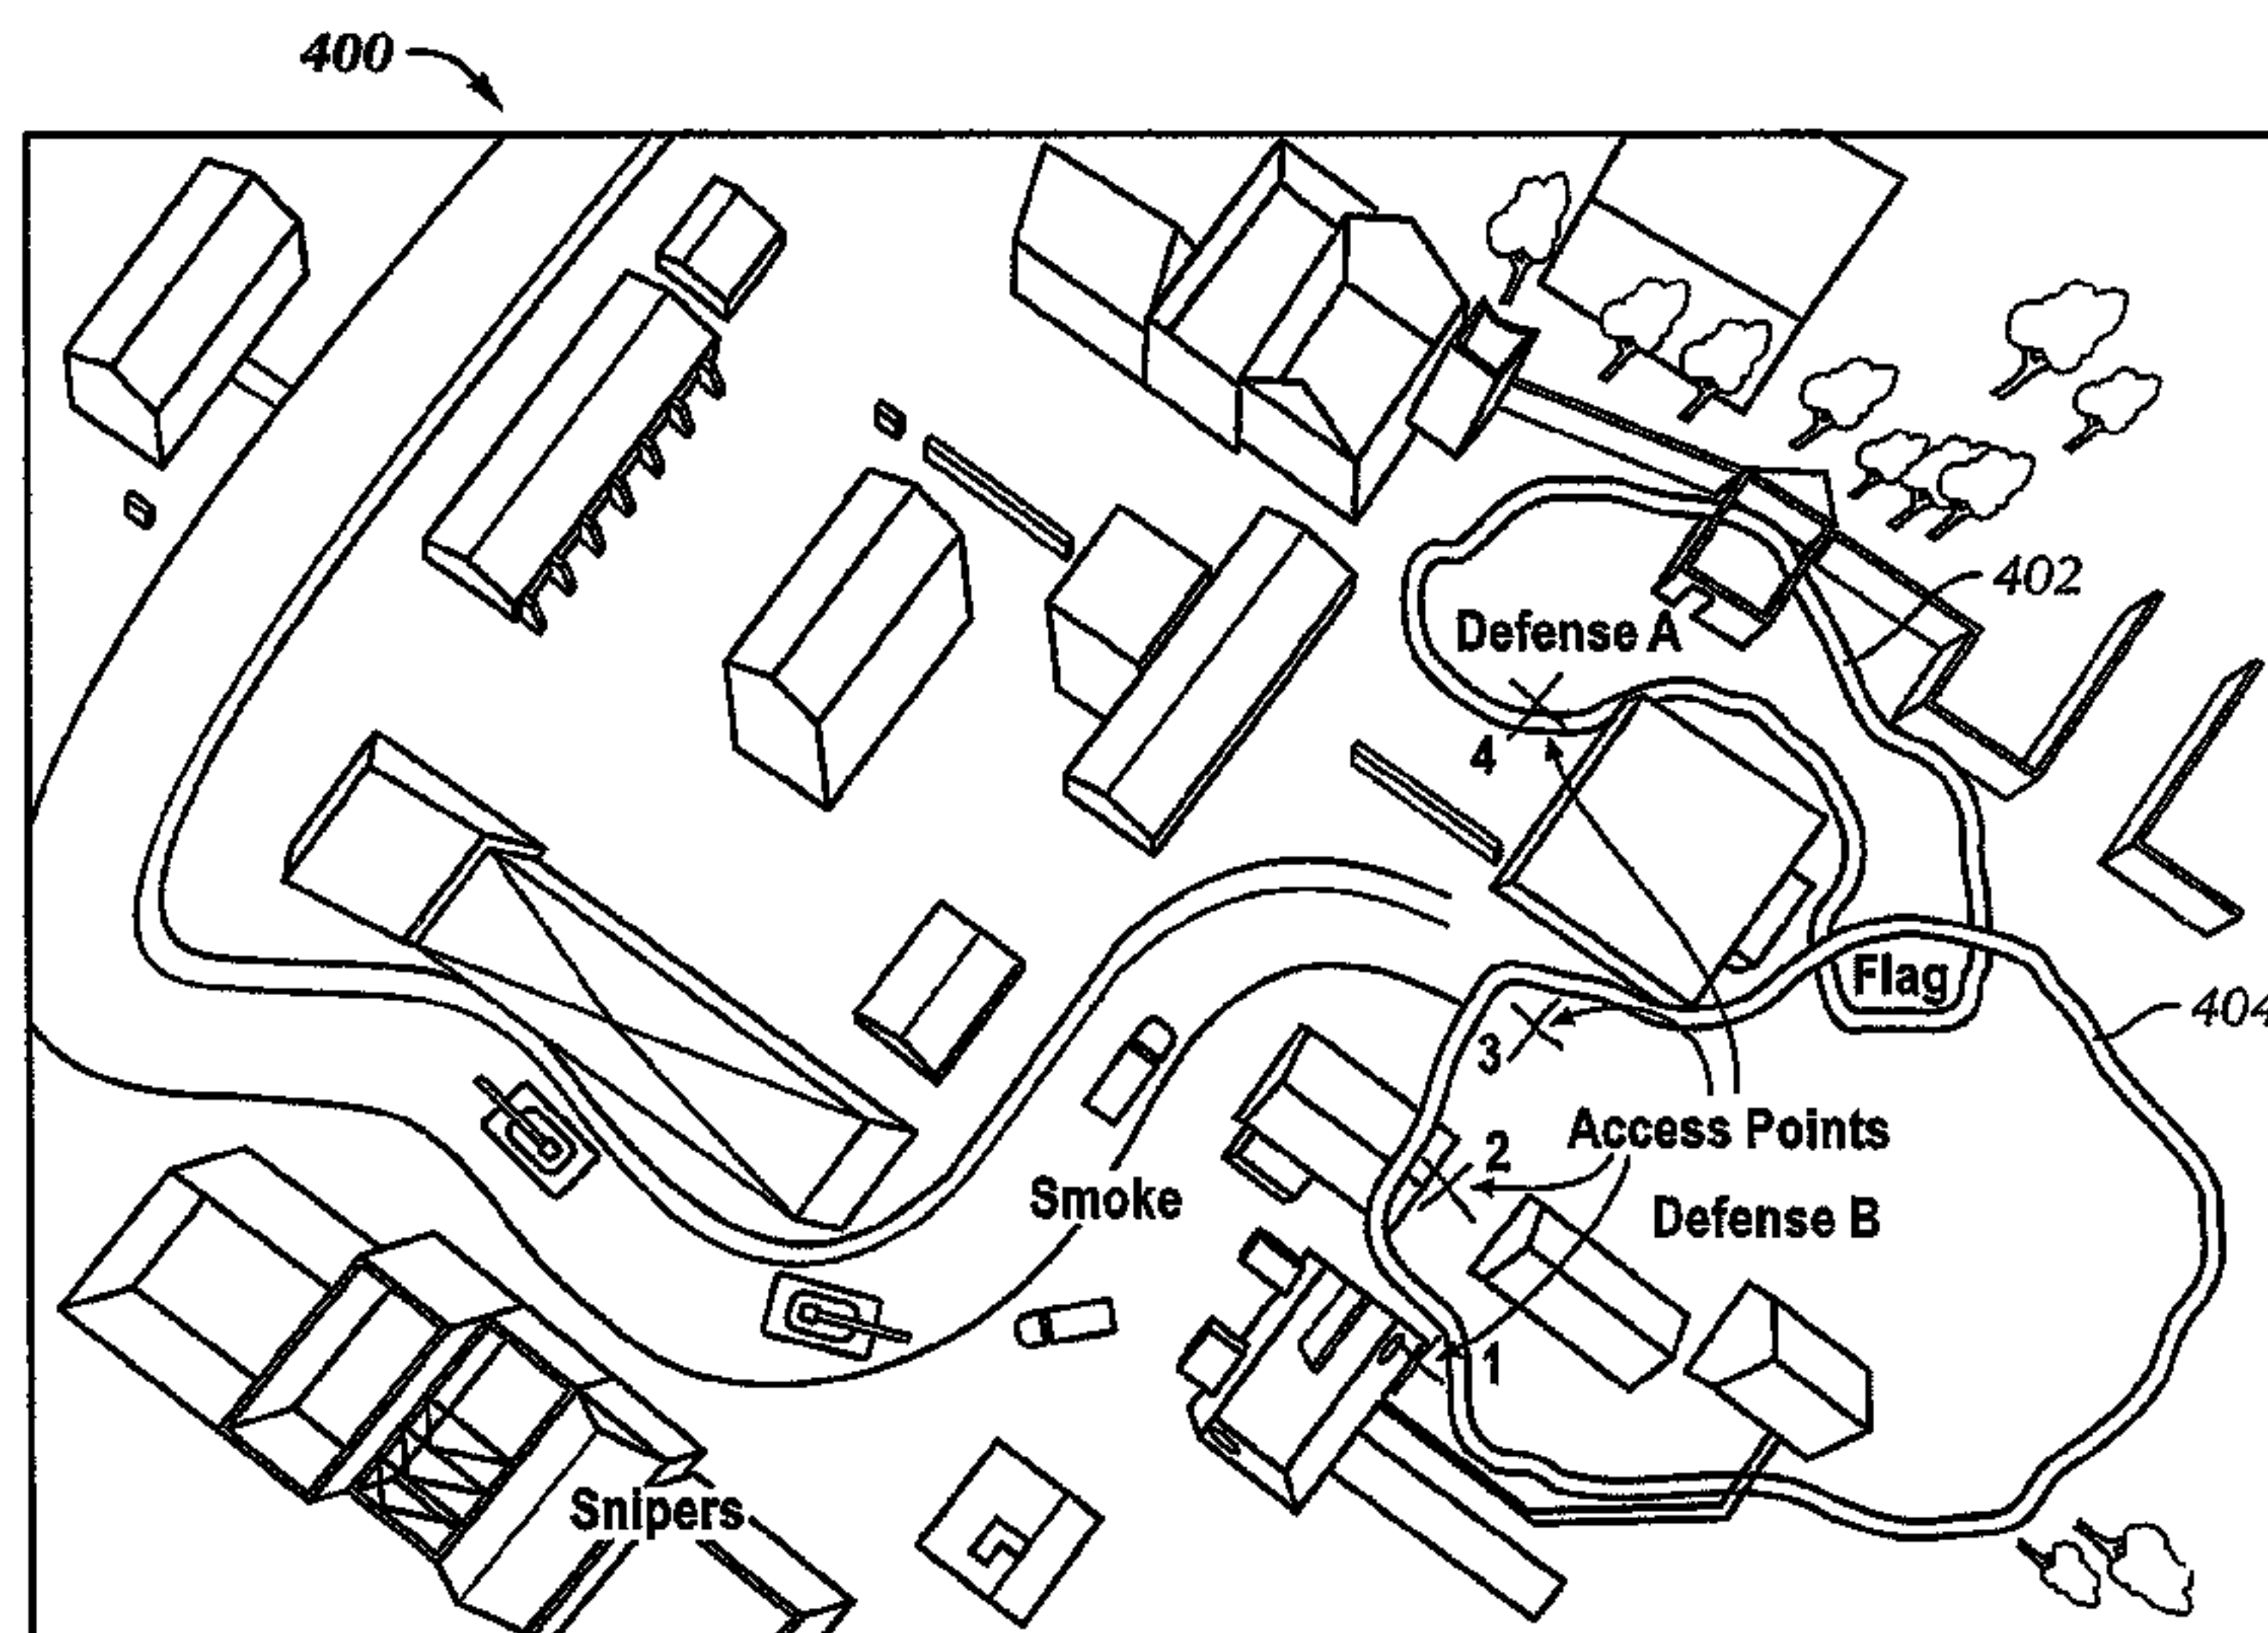 400
402
Defense A
4
Flag
404
3
Access Points
2
Smoke
Defense B
1
Snipers